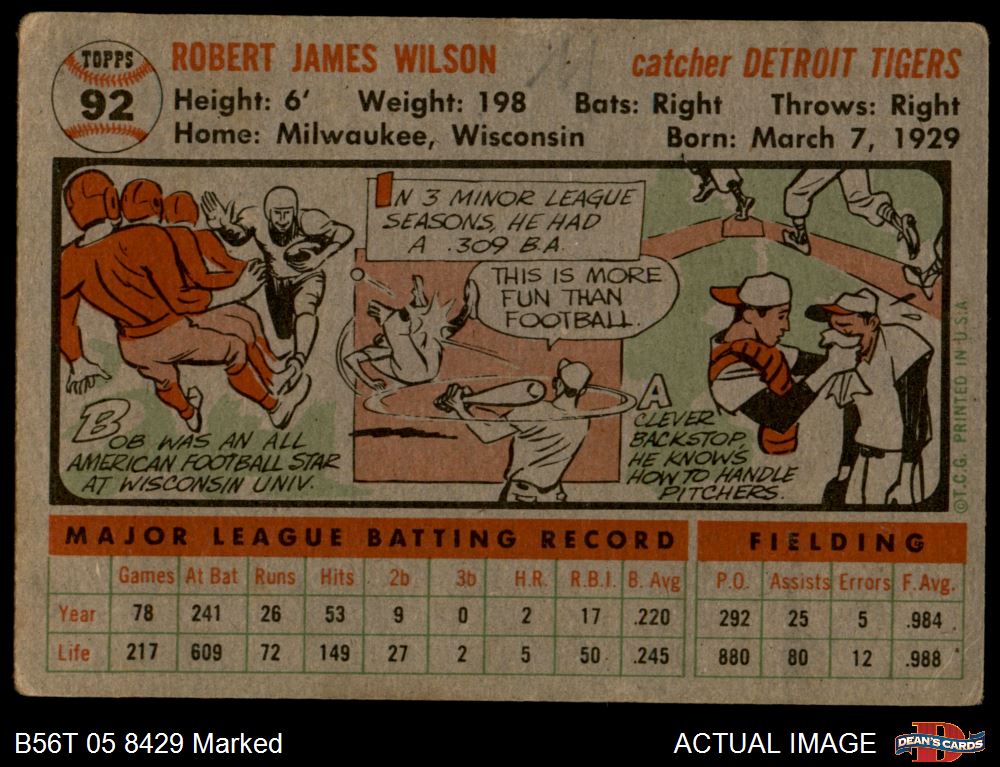 TOPPS
92
ROBERT JAMES WILSON catcher DETROIT TIGERS
Height: 6' Weight: 198 Bats: Right Throws: Right
Home: Milwaukee, Wisconsin Born: March 7, 1929
BOB WAS AN ALL
AMERICAN FOOTBALL STAR
AT WISCONSIN UNIV.
IN 3 MINOR LEAGUE
SEASONS, HE HAD
A .309 B.A.
THIS IS MORE
FUN THAN
FOOTBALL.
A
CLEVER
BACKSTOP,
HE KNOWS
HOW TO HANDLE
PITCHERS.
©T.C.G. PRINTED IN U.S.A
MAJOR LEAGUE BATTING RECORD FIELDING
Games At Bat Runs Hits 2b 3b H.R. R.B.I. B. Avg P.O. Assists Errors F.Avg.
Year 78 241 26 53 9 0 2 17 .220 292 25 5 .984
Life 217 609 72 149 27 2 5 50 .245 880 80 12 .988
B56T 05 8429 Marked ACTUAL IMAGE
D
DEAN'S CARDS